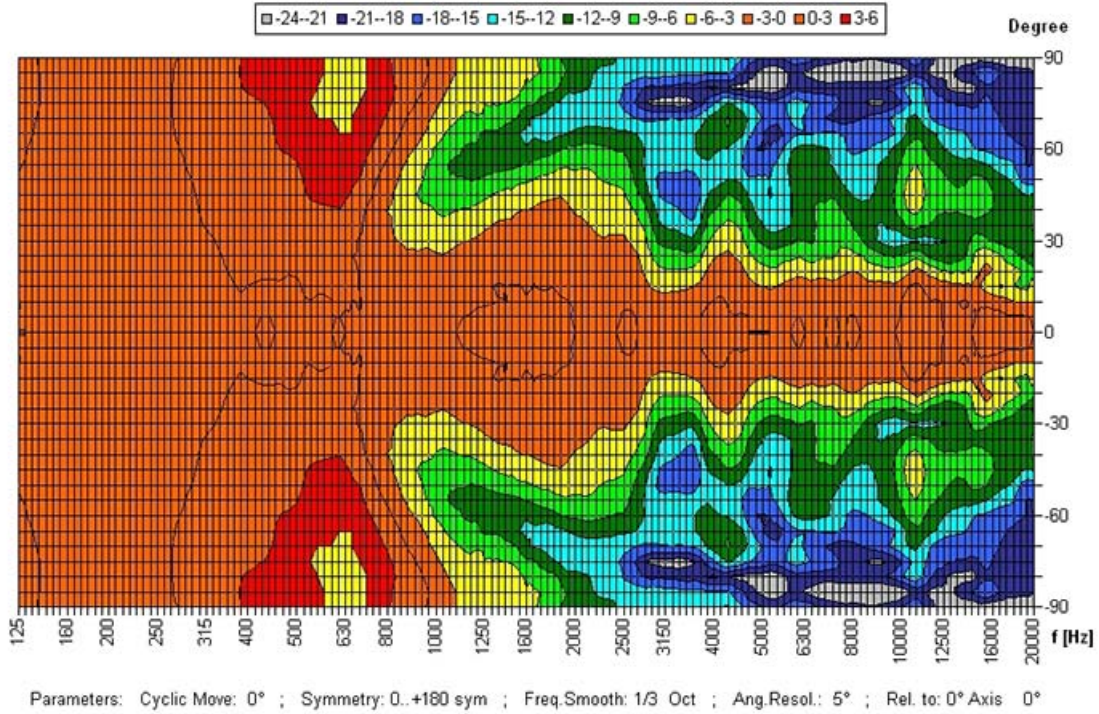 -24--21 -21--18 -18--15 -15--12 -12--9 -9-6 -6--3 -3-0 0-3 3-6
Degree
90
60
30
0
-30
-60
-90
125 160 200 250 315 400 500 630 800 1000 1250 1600 2000 2500 3150 4000 5000 6300 8000 10000 12500 16000 20000 f [Hz]
Parameters: Cyclic Move: 0° ; Symmetry: 0..+180 sym ; Freq.Smooth: 1/3 Oct ; Ang.Resol.: 5° ; Rel. to: 0° Axis 0°